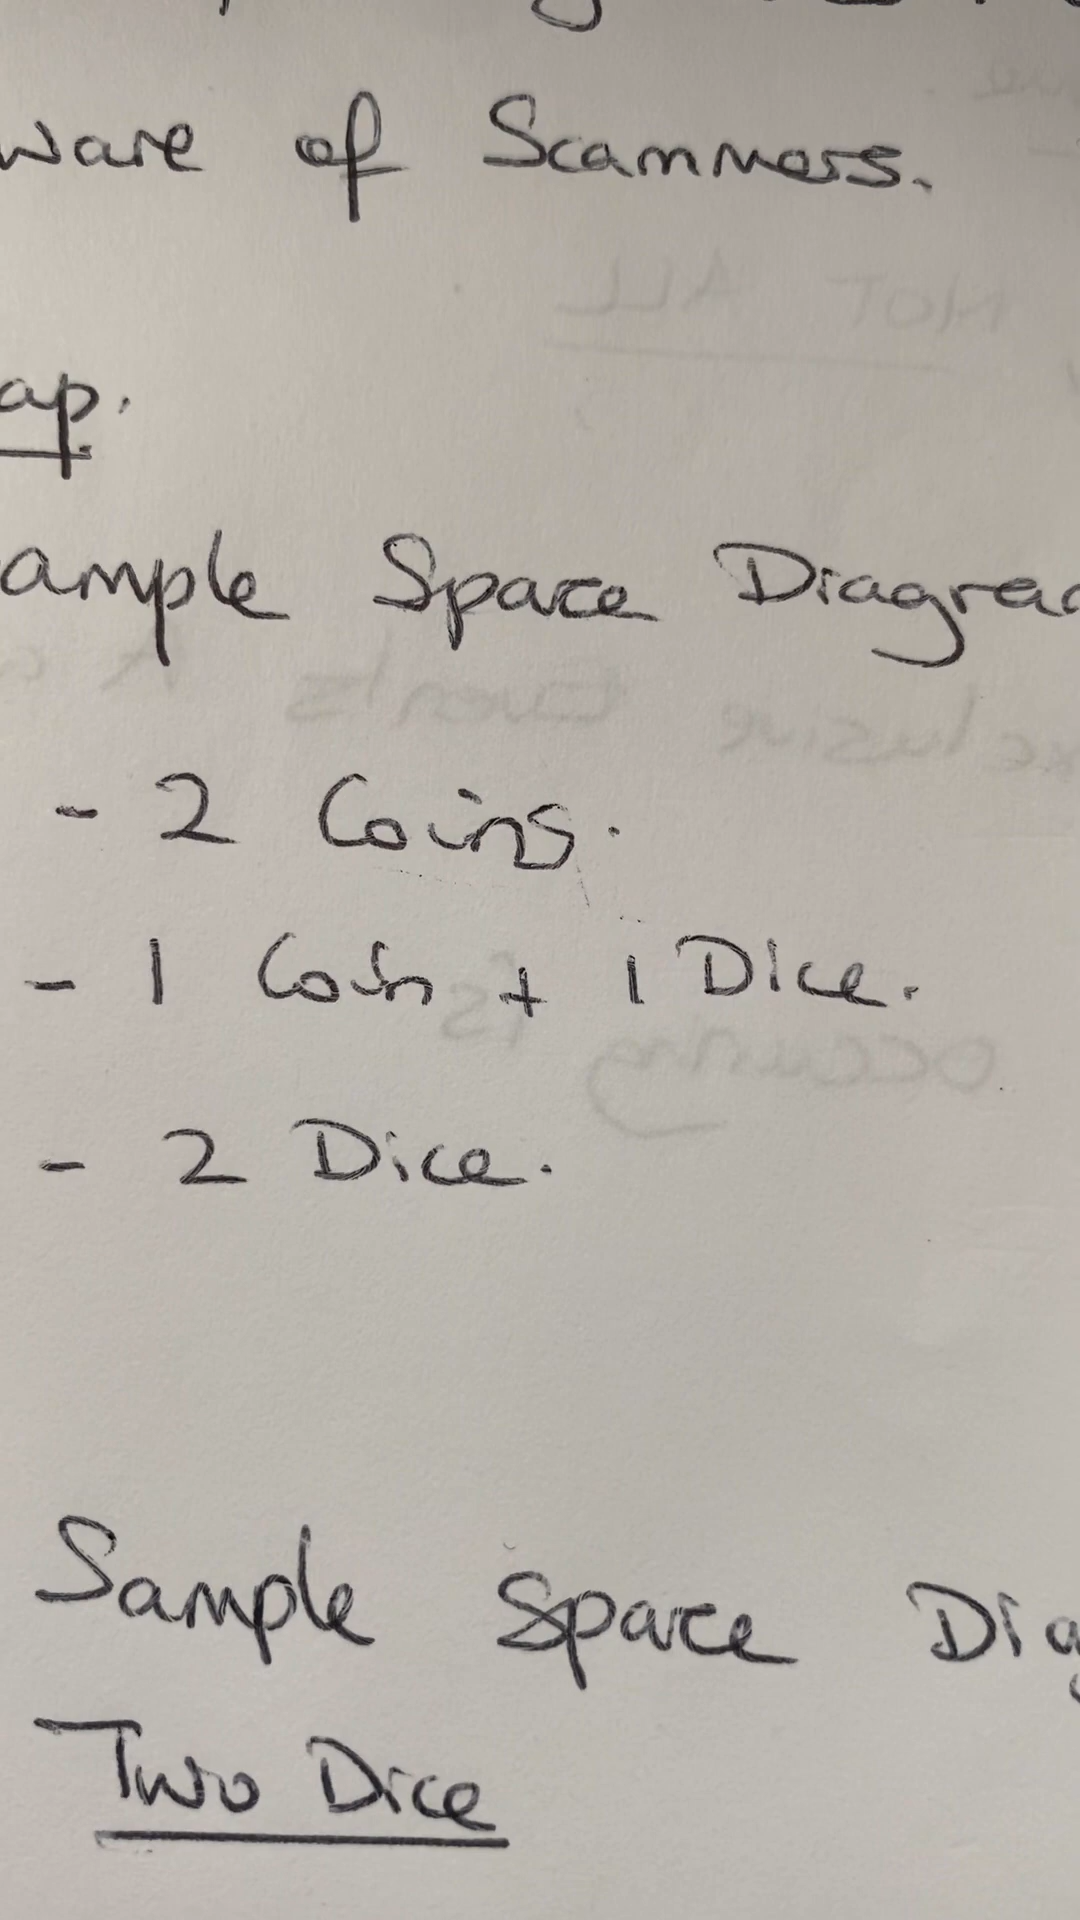 ware of Scammers.
ap.
ample Space Diagra
- 2 Coins.
- 1 Coin + 1 Dice.
- 2 Dice.
Sample Space Dia
Two Dice